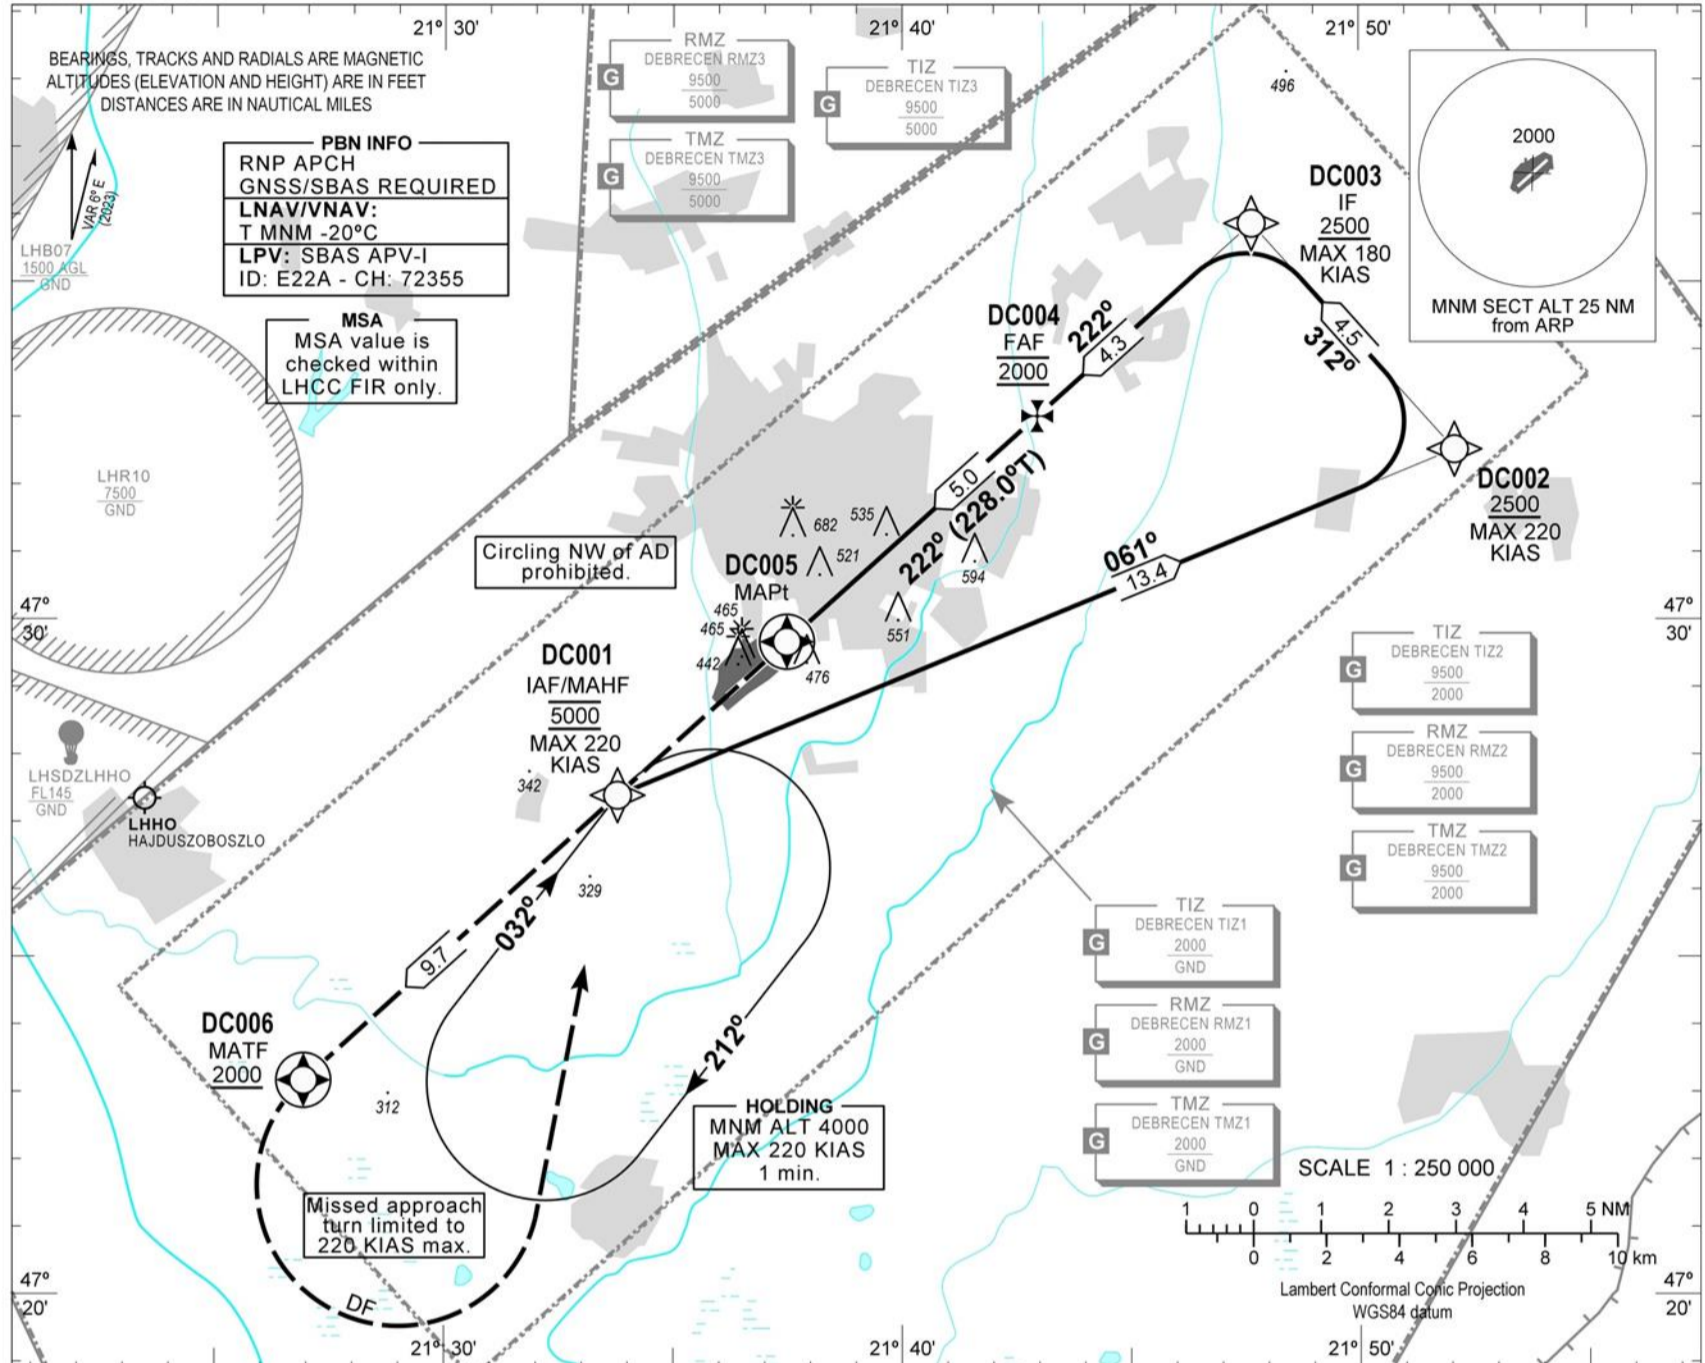 21° 30'
21° 40'
21° 50'
BEARINGS, TRACKS AND RADIALS ARE MAGNETIC
ALTITUDES (ELEVATION AND HEIGHT) ARE IN FEET
DISTANCES ARE IN NAUTICAL MILES
VAR 6° E
(2023)
PBN INFO
RNP APCH
GNSS/SBAS REQUIRED
LNAV/VNAV:
T MNM -20°C
LPV: SBAS APV-I
ID: E22A - CH: 72355
MSA
MSA value is
checked within
LHCC FIR only.
RMZ
DEBRECEN RMZ3
9500
5000
G
TMZ
DEBRECEN TMZ3
9500
5000
G
TIZ
DEBRECEN TIZ3
9500
5000
G
496
2000
MNM SECT ALT 25 NM
from ARP
DC003
IF
2500
MAX 180
KIAS
LHB07
1500 AGL
GND
DC004
FAF
2000
222°
4.3
4.5
312°
LHR10
7500
GND
DC002
2500
MAX 220
KIAS
5.0
222° (228.0°T)
682
535
521
594
551
Circling NW of AD
prohibited.
DC005
MAPt
465
465
442
476
061°
13.4
47°
30'
47°
30'
DC001
IAF/MAHF
5000
MAX 220
KIAS
342
329
TIZ
DEBRECEN TIZ2
9500
2000
G
RMZ
DEBRECEN RMZ2
9500
2000
G
TMZ
DEBRECEN TMZ2
9500
2000
G
LHSDZLHHO
FL145
GND
LHHO
HAJDUSZOBOSZLO
032°
9.7
212°
TIZ
DEBRECEN TIZ1
2000
GND
G
RMZ
DEBRECEN RMZ1
2000
GND
G
TMZ
DEBRECEN TMZ1
2000
GND
G
DC006
MATF
2000
312
HOLDING
MNM ALT 4000
MAX 220 KIAS
1 min.
Missed approach
turn limited to
220 KIAS max.
DF
SCALE 1 : 250 000
1 0 1 2 3 4 5 NM
0 2 4 6 8 10 km
Lambert Conformal Conic Projection
WGS84 datum
47°
20'
47°
20'
21° 30'
21° 40'
21° 50'